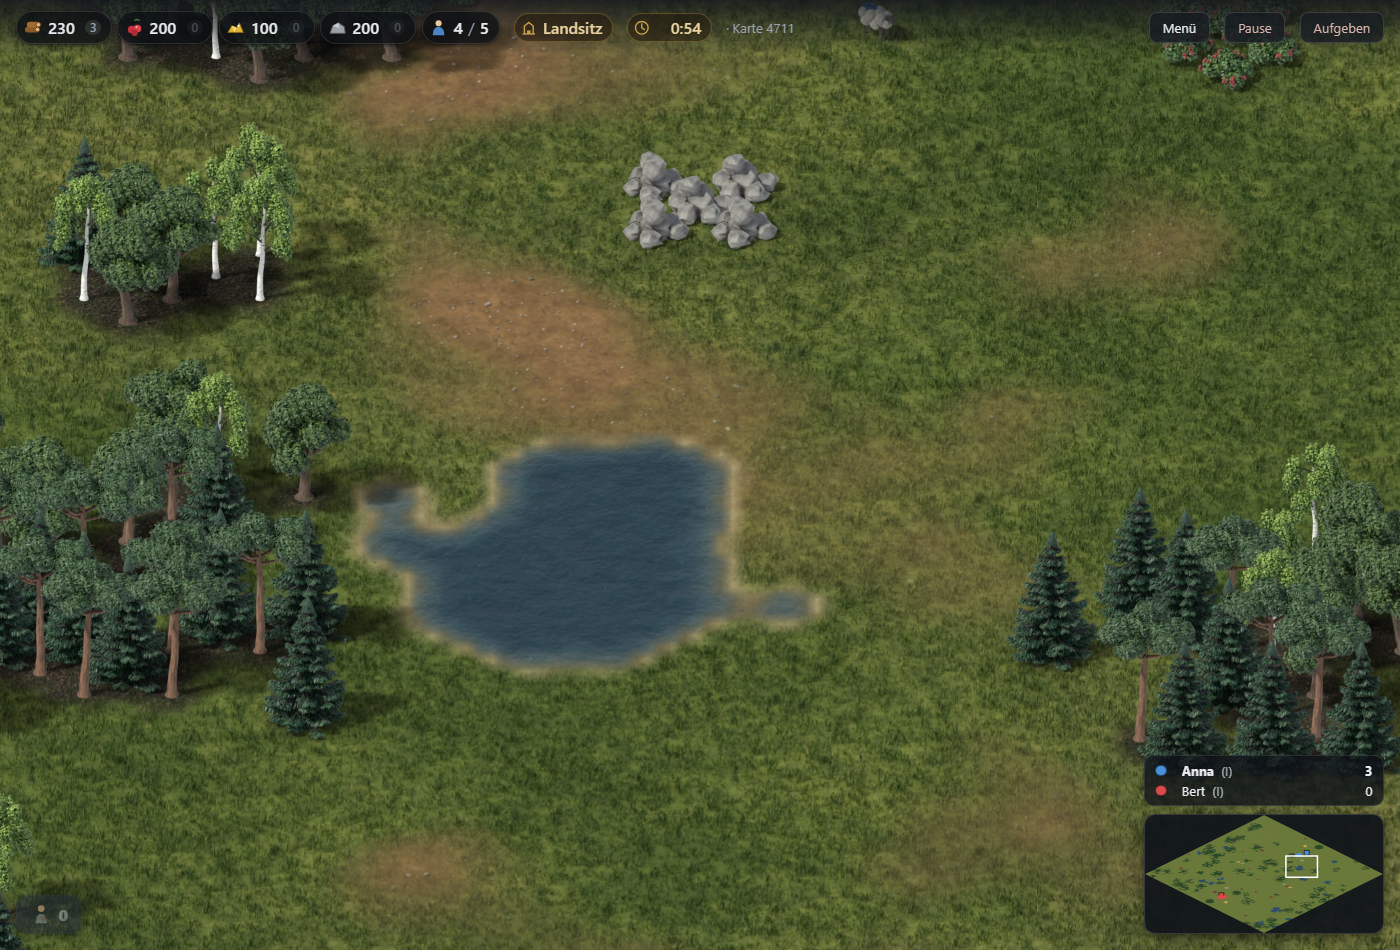 230 3 200 0 100 0 200 0 4 / 5 Landsitz 0:54 · Karte 4711 Menü Pause Aufgeben
Anna (I) 3
Bert (I) 0
0